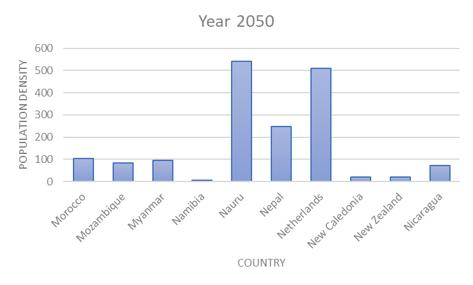 Year 2050
POPULATION DENSITY
600
500
400
300
200
100
0
Morocco
Mozambique
Myanmar
Namibia
Nauru
Nepal
Netherlands
New Caledonia
New Zealand
Nicaragua
COUNTRY